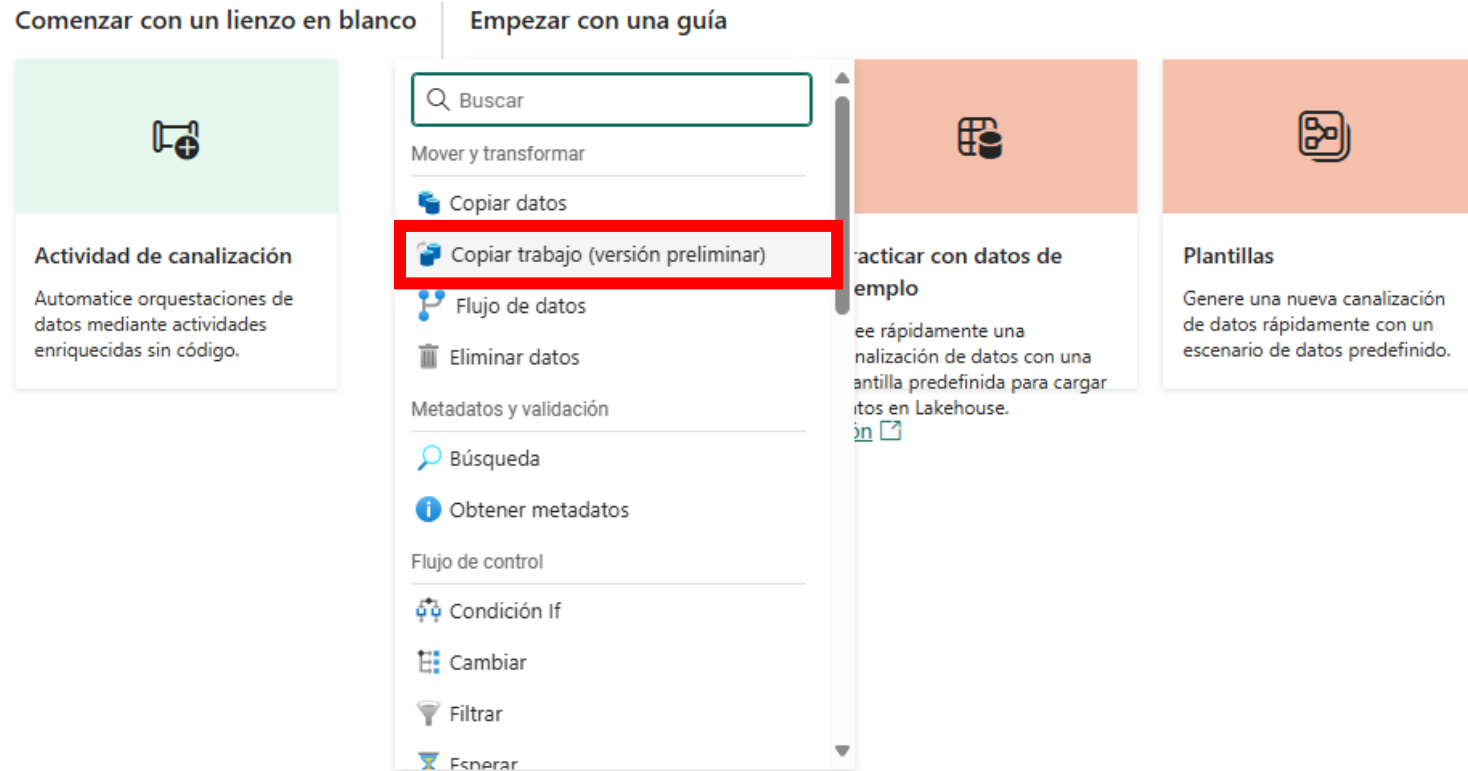 Comenzar con un lienzo en blanco
Empezar con una guía
Actividad de canalización
Automatice orquestaciones de
datos mediante actividades
enriquecidas sin código.
Buscar
Mover y transformar
Copiar datos
Copiar trabajo (versión preliminar)
Flujo de datos
Eliminar datos
Metadatos y validación
Búsqueda
Obtener metadatos
Flujo de control
Condición If
Cambiar
Filtrar
Esperar
racticar con datos de
emplo
ee rápidamente una
nalización de datos con una
antilla predefinida para cargar
tos en Lakehouse.
ón
Plantillas
Genere una nueva canalización
de datos rápidamente con un
escenario de datos predefinido.